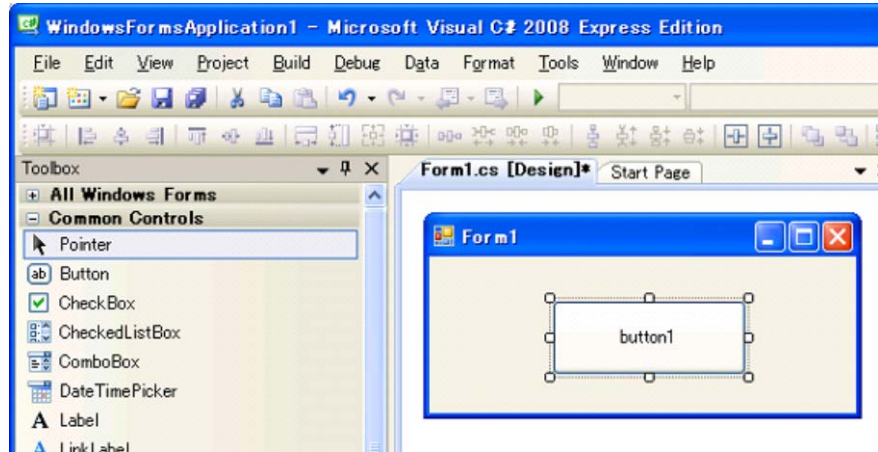 WindowsFormsApplication1 - Microsoft Visual C# 2008 Express Edition
File Edit View Project Build Debug Data Format Tools Window Help
Toolbox
Form1.cs [Design]* Start Page
All Windows Forms
Common Controls
Pointer
Form1
Button
CheckBox
CheckedListBox
button1
ComboBox
DateTimePicker
A Label
A LinkLabel